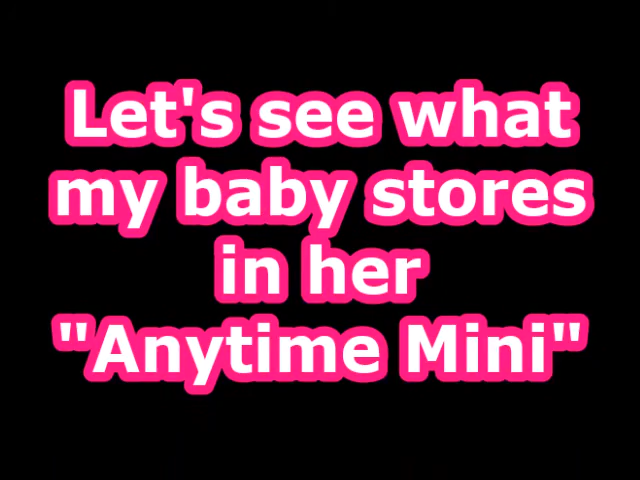 Let's see what
my baby stores
in her
"Anytime Mini"